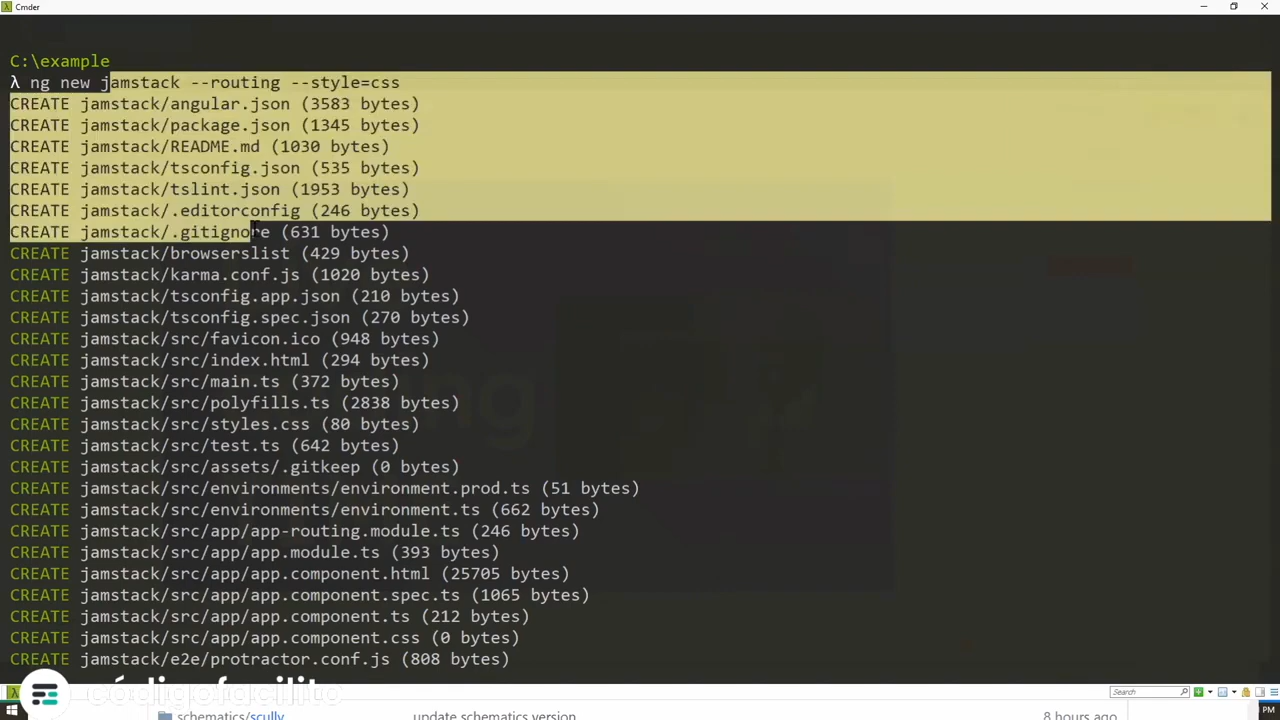 Cmder
C:\example
λ ng new jamstack --routing --style=css
CREATE jamstack/angular.json (3583 bytes)
CREATE jamstack/package.json (1345 bytes)
CREATE jamstack/README.md (1030 bytes)
CREATE jamstack/tsconfig.json (535 bytes)
CREATE jamstack/tslint.json (1953 bytes)
CREATE jamstack/.editorconfig (246 bytes)
CREATE jamstack/.gitignore (631 bytes)
CREATE jamstack/browserslist (429 bytes)
CREATE jamstack/karma.conf.js (1020 bytes)
CREATE jamstack/tsconfig.app.json (210 bytes)
CREATE jamstack/tsconfig.spec.json (270 bytes)
CREATE jamstack/src/favicon.ico (948 bytes)
CREATE jamstack/src/index.html (294 bytes)
CREATE jamstack/src/main.ts (372 bytes)
CREATE jamstack/src/polyfills.ts (2838 bytes)
CREATE jamstack/src/styles.css (80 bytes)
CREATE jamstack/src/test.ts (642 bytes)
CREATE jamstack/src/assets/.gitkeep (0 bytes)
CREATE jamstack/src/environments/environment.prod.ts (51 bytes)
CREATE jamstack/src/environments/environment.ts (662 bytes)
CREATE jamstack/src/app/app-routing.module.ts (246 bytes)
CREATE jamstack/src/app/app.module.ts (393 bytes)
CREATE jamstack/src/app/app.component.html (25705 bytes)
CREATE jamstack/src/app/app.component.spec.ts (1065 bytes)
CREATE jamstack/src/app/app.component.ts (212 bytes)
CREATE jamstack/src/app/app.component.css (0 bytes)
CREATE jamstack/e2e/protractor.conf.js (808 bytes)
códigofacilito
Search
schematics/scully update schematics version 8 hours ago
PM